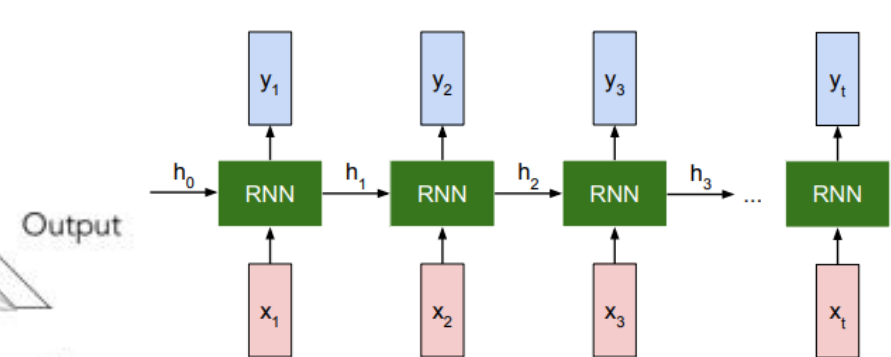 y₁ y₂ y₃ yₜ
h₀ RNN h₁ RNN h₂ RNN h₃ ... RNN
Output
x₁ x₂ x₃ xₜ